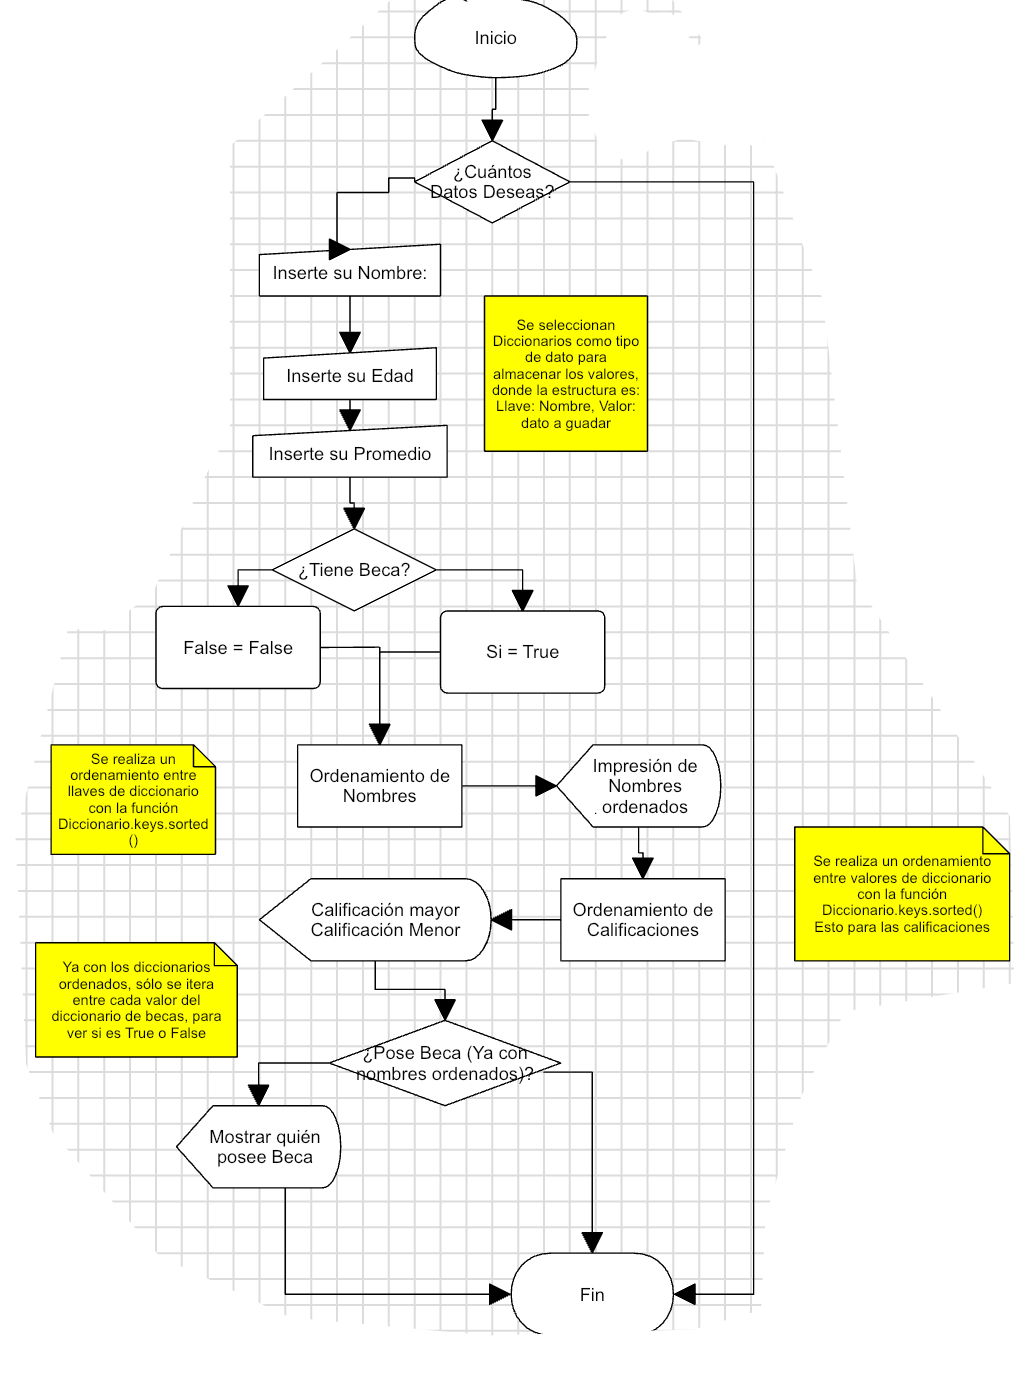 Inicio
¿Cuántos
Datos Deseas?
Inserte su Nombre:
Inserte su Edad
Inserte su Promedio
Se seleccionan
Diccionarios como tipo
de dato para
almacenar los valores,
donde la estructura es:
Llave: Nombre, Valor:
dato a guadar
¿Tiene Beca?
False = False
Si = True
Se realiza un
ordenamiento entre
llaves de diccionario
con la función
Diccionario.keys.sorted
()
Ordenamiento de
Nombres
Impresión de
Nombres
. ordenados
Ordenamiento de
Calificaciones
Calificación mayor
Calificación Menor
Se realiza un ordenamiento
entre valores de diccionario
con la función
Diccionario.keys.sorted()
Esto para las calificaciones
Ya con los diccionarios
ordenados, sólo se itera
entre cada valor del
diccionario de becas, para
ver si es True o False
¿Pose Beca (Ya con
nombres ordenados)?
Mostrar quién
posee Beca
Fin